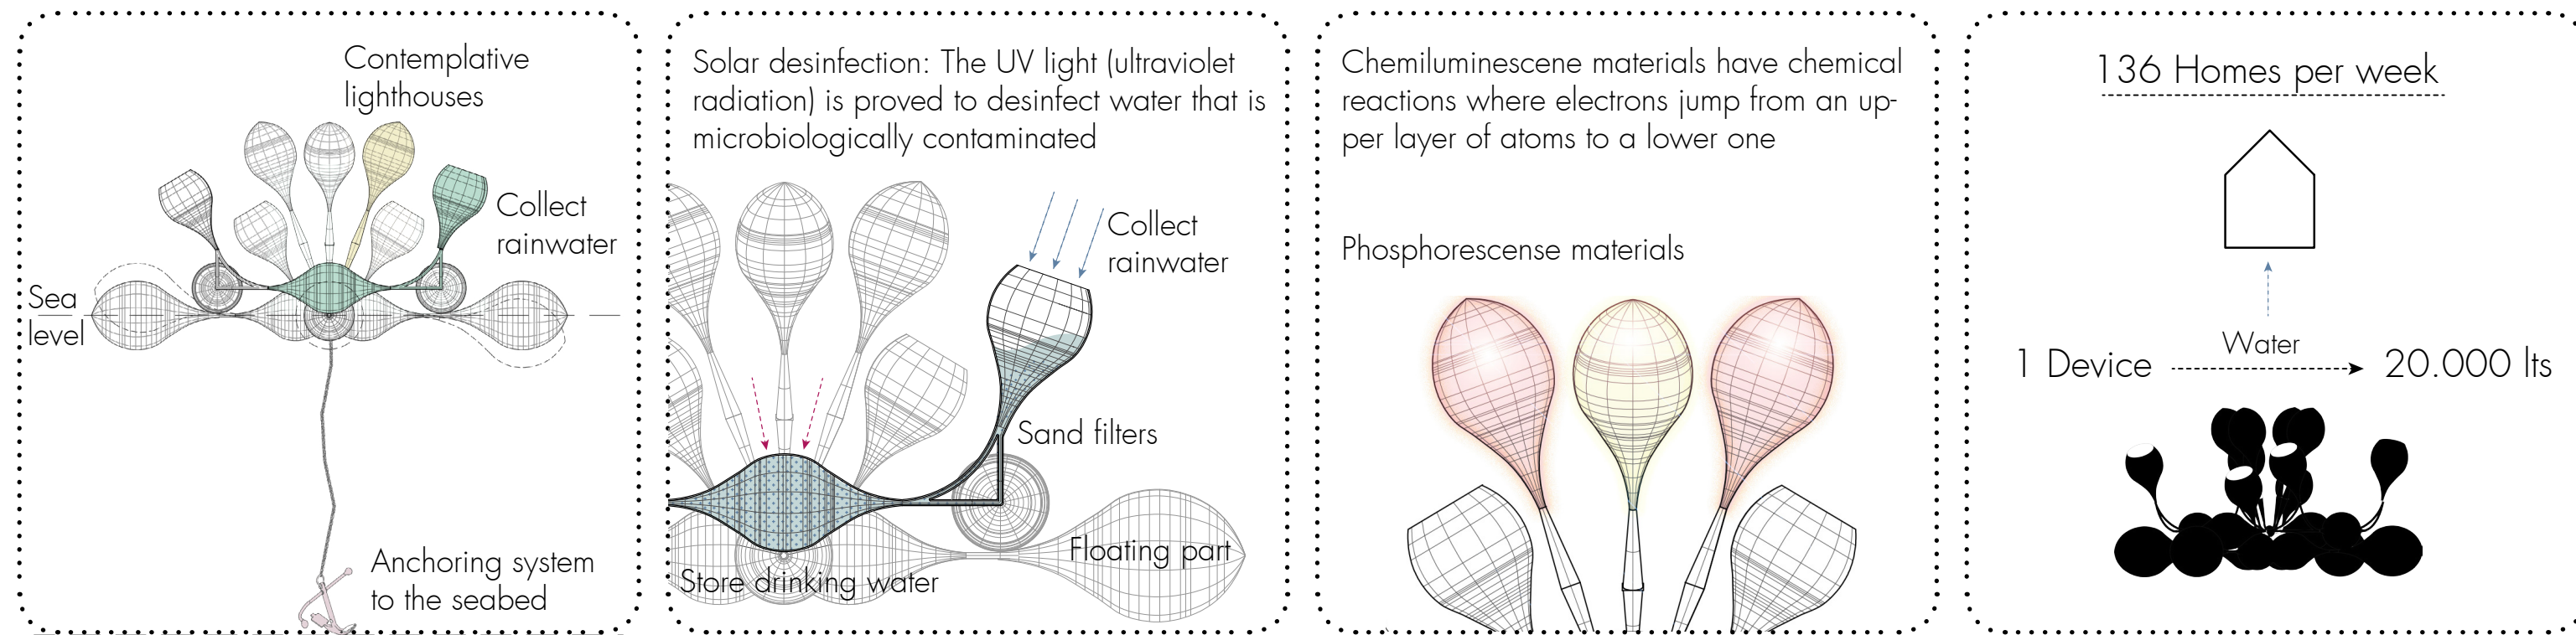 Contemplative
lighthouses
Collect
rainwater
Sea
level
Anchoring system
to the seabed
Solar desinfection: The UV light (ultraviolet
radiation) is proved to desinfect water that is
microbiologically contaminated
Collect
rainwater
Sand filters
Floating part
Store drinking water
Chemiluminescene materials have chemical
reactions where electrons jump from an up-
per layer of atoms to a lower one
Phosphorescense materials
136 Homes per week
Water
1 Device
20.000 lts